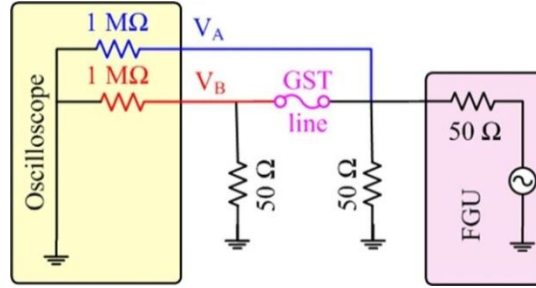 1 MΩ
V_A
1 MΩ
V_B
GST
line
Oscilloscope
50 Ω
50 Ω
50 Ω
FGU